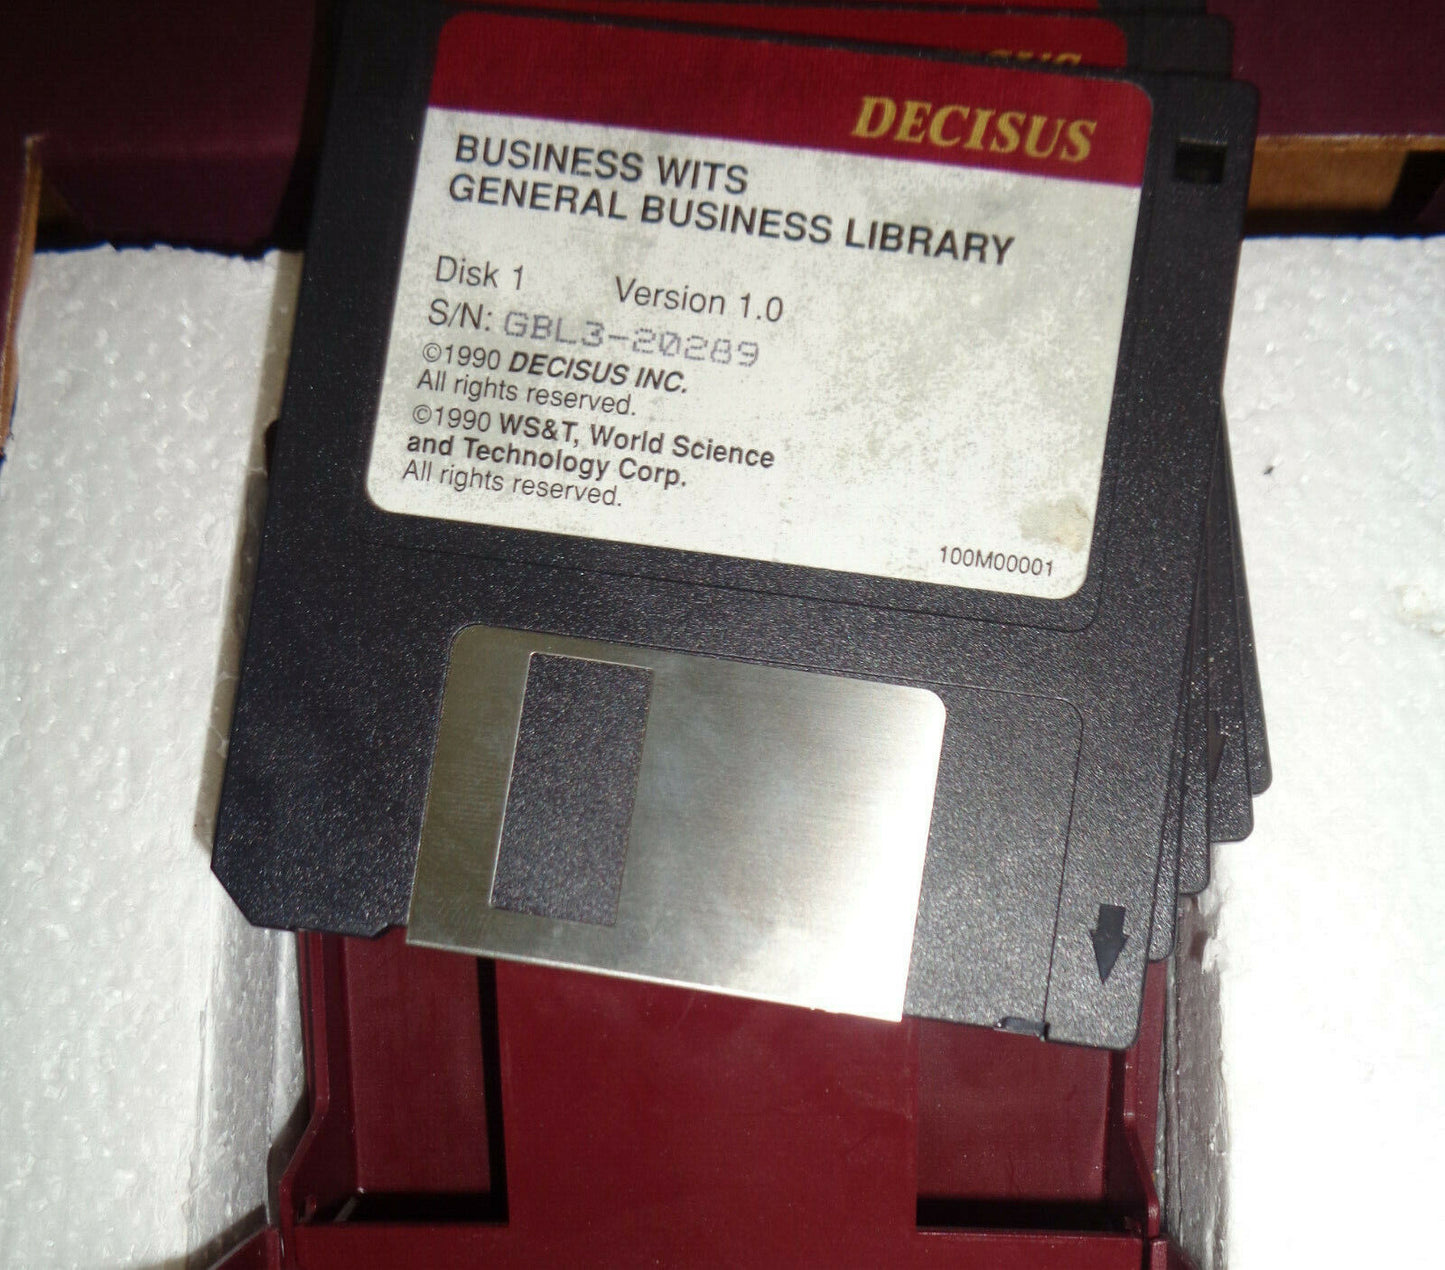 DECISUS
BUSINESS WITS
GENERAL BUSINESS LIBRARY
Disk 1 Version 1.0
S/N: GBL3-20289
©1990 DECISUS INC.
All rights reserved.
©1990 WS&T, World Science
and Technology Corp.
All rights reserved.
100M00001